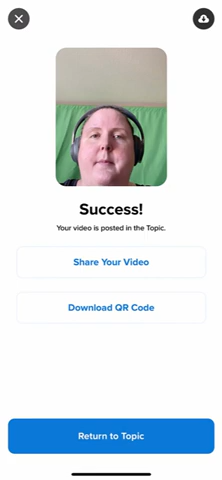 Success!
Your video is posted in the Topic.
Share Your Video
Download QR Code
Return to Topic